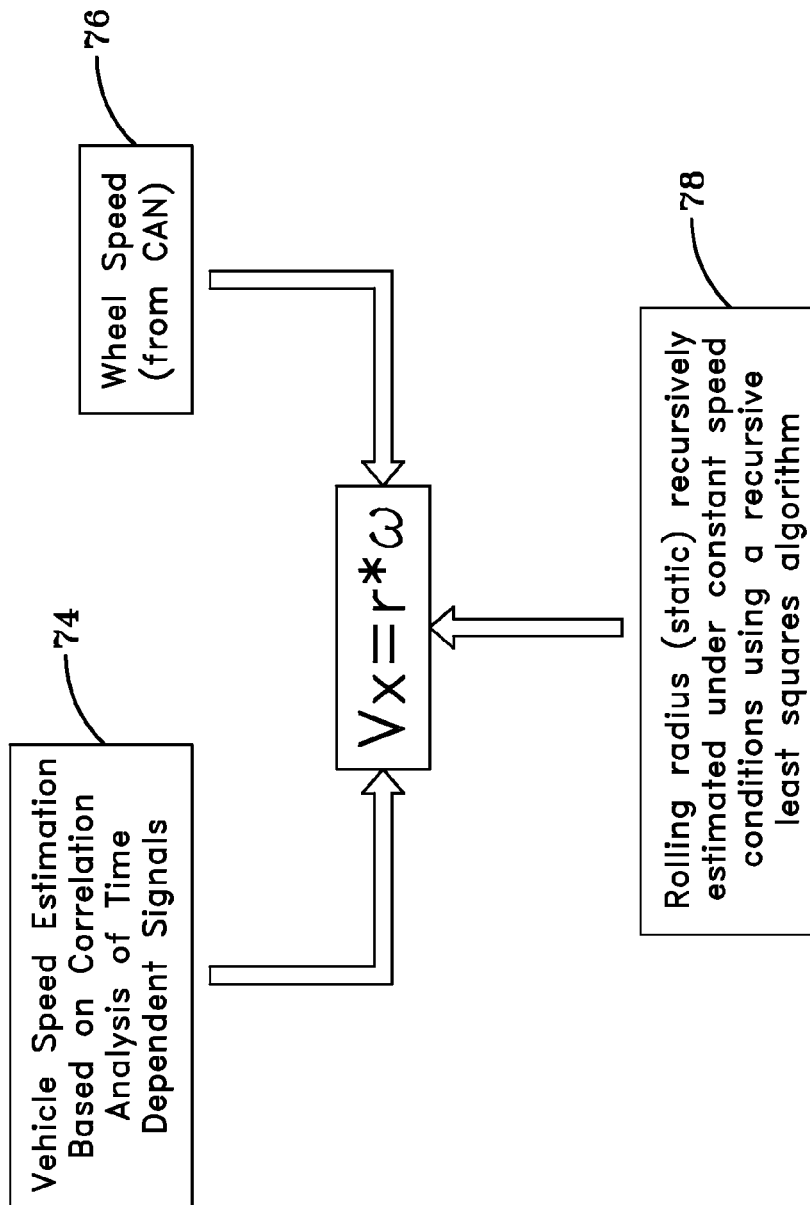 Vehicle Speed Estimation
Based on Correlation
Analysis of Time
Dependent Signals
74
Wheel Speed
(from CAN)
76
Vx=r*ω
Rolling radius (static) recursively
estimated under constant speed
conditions using a recursive
least squares algorithm
78